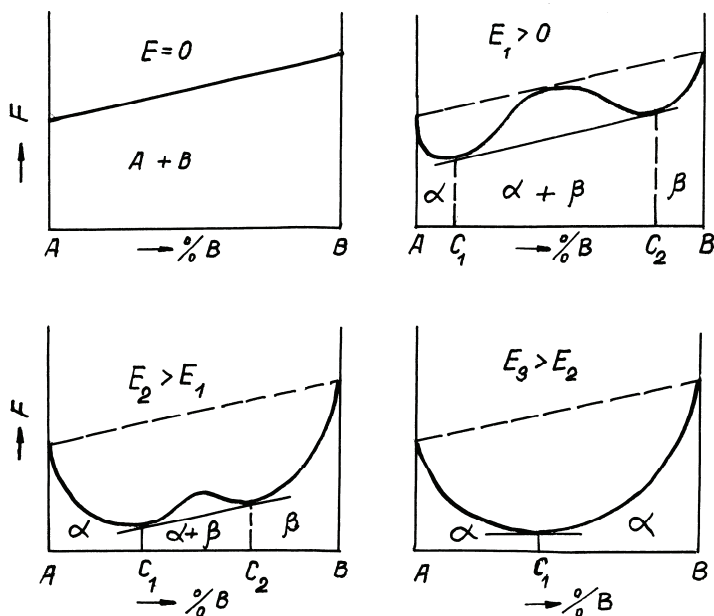 E = 0
F
A + B
A
→ % B
B
E₁ > 0
α
α + β
β
A
C₁
→ % B
C₂
B
E₂ > E₁
F
α
α + β
β
A
C₁
C₂
B
→ % B
E₃ > E₂
α
α
A
C₁
B
→ % B